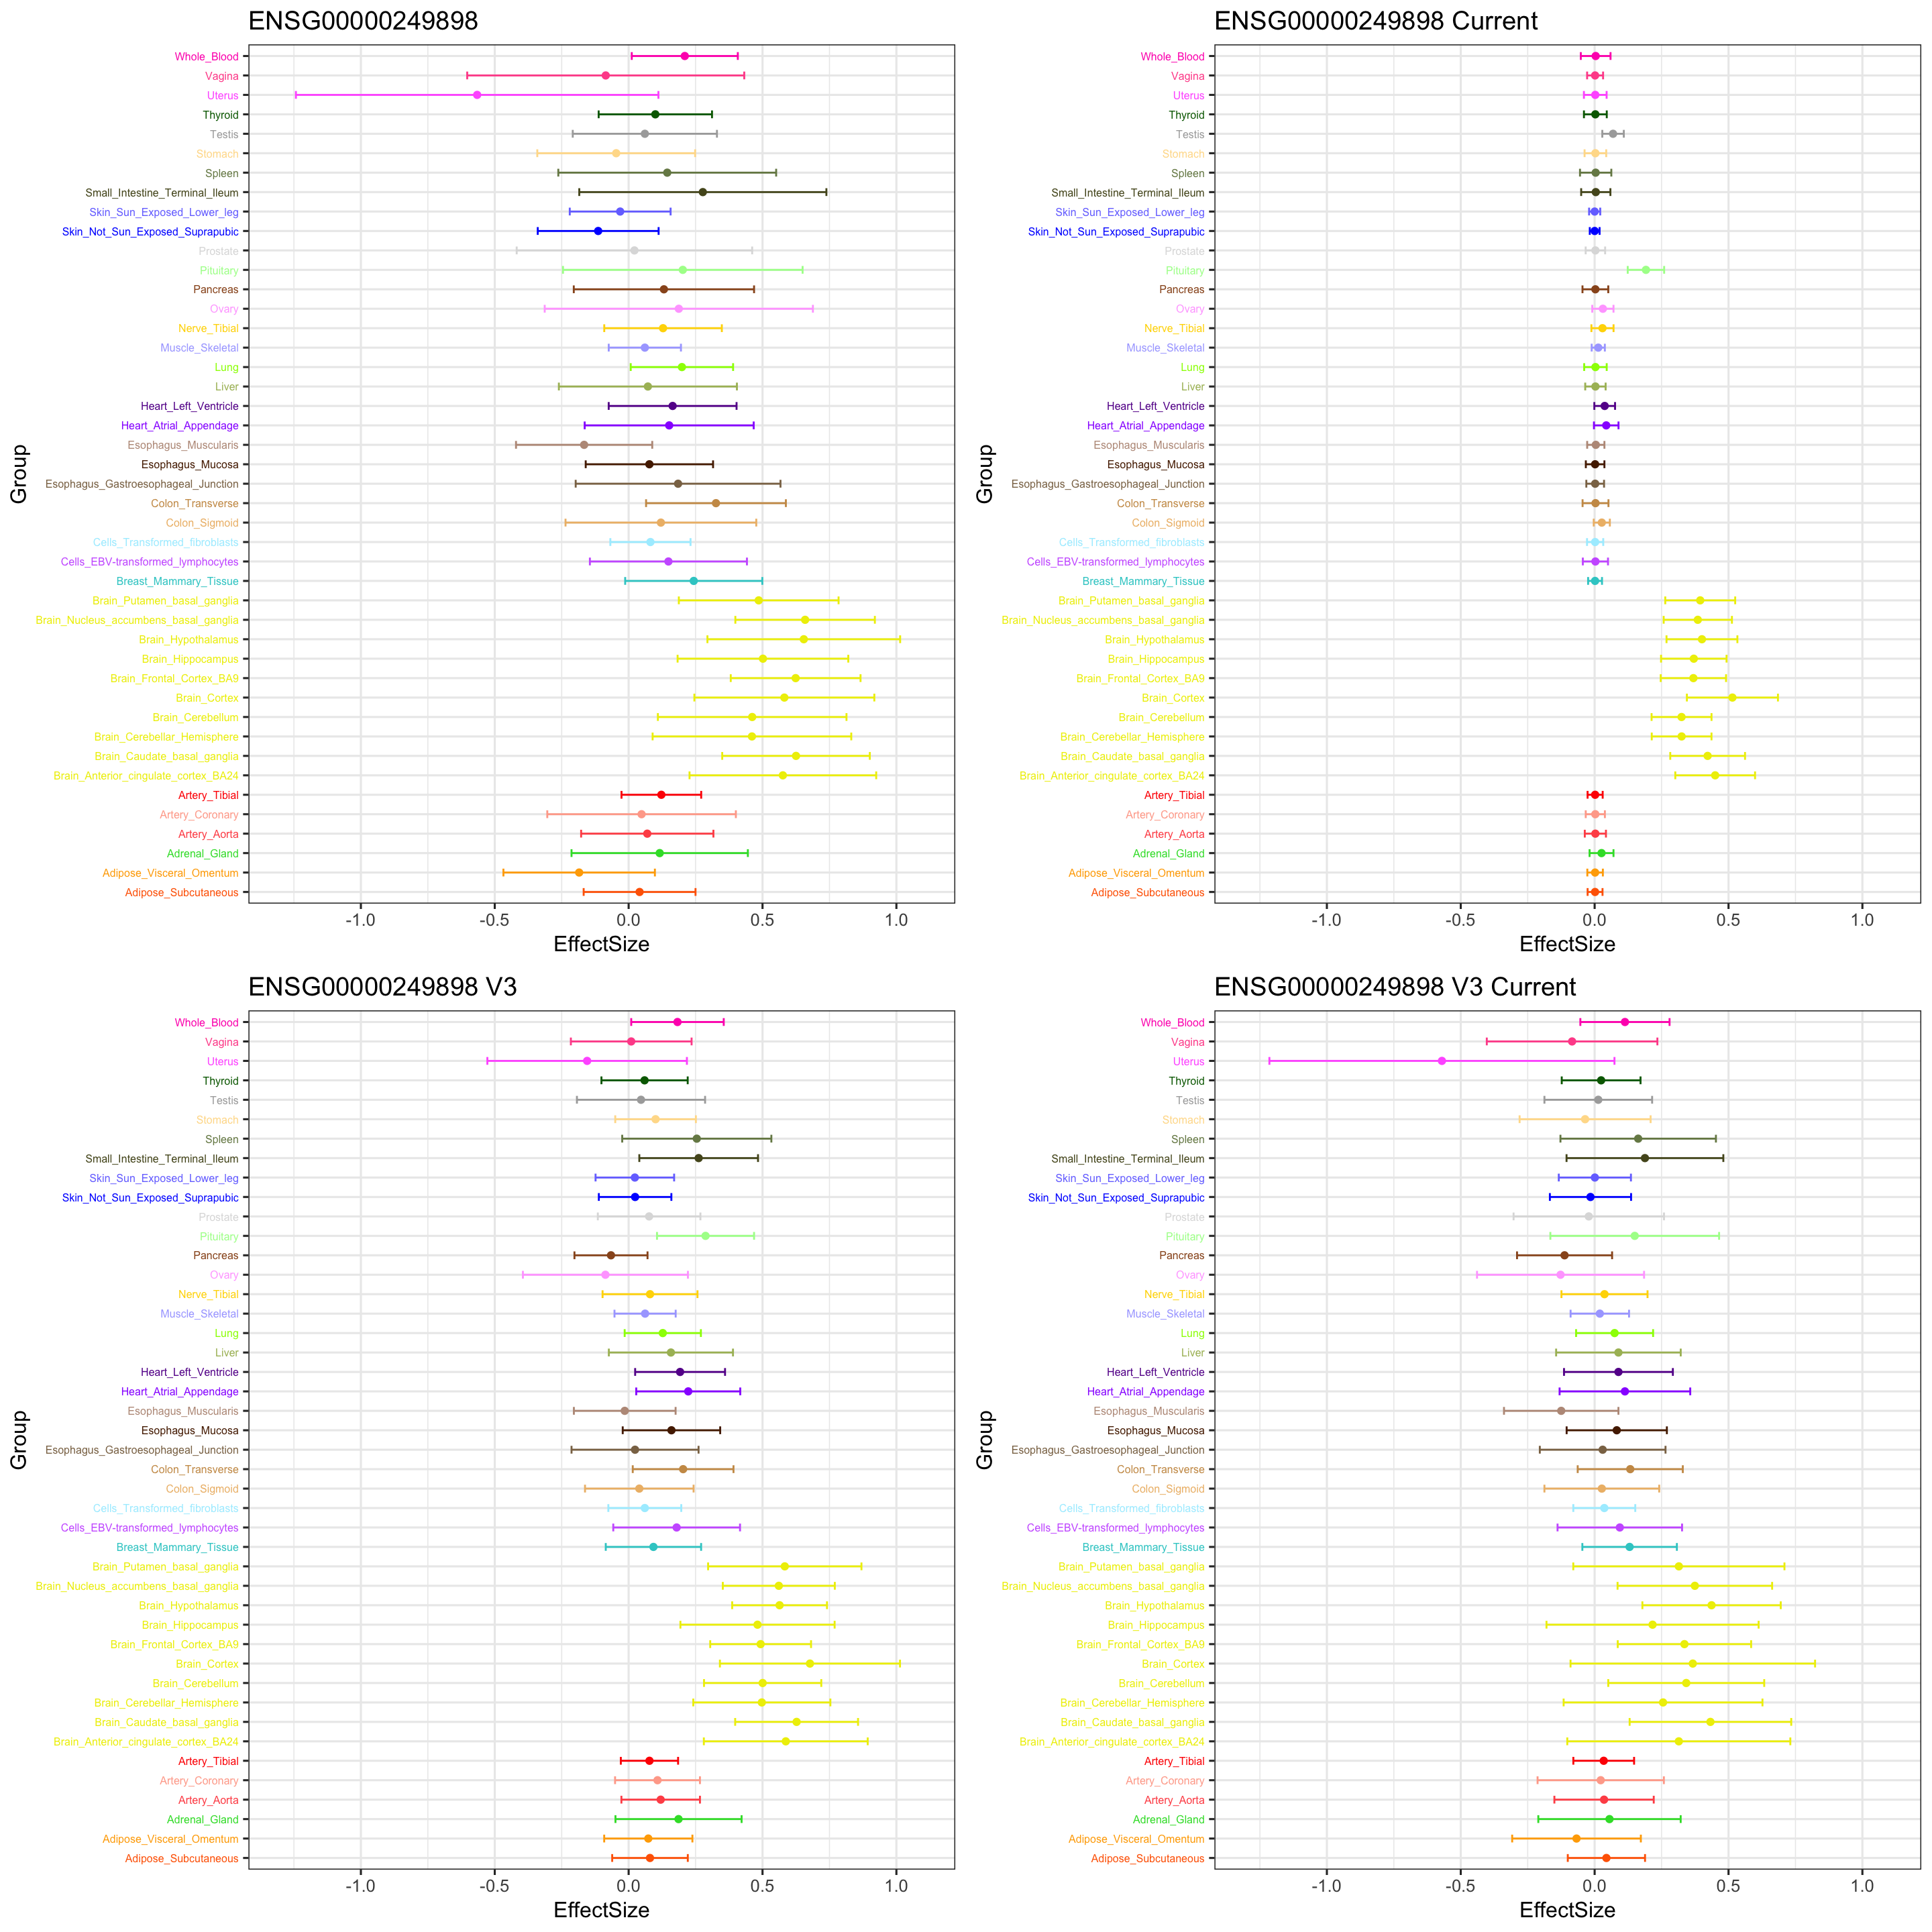 ENSG00000249898
Group
Whole_Blood
Vagina
Uterus
Thyroid
Testis
Stomach
Spleen
Small_Intestine_Terminal_Ileum
Skin_Sun_Exposed_Lower_leg
Skin_Not_Sun_Exposed_Suprapubic
Prostate
Pituitary
Pancreas
Ovary
Nerve_Tibial
Muscle_Skeletal
Lung
Liver
Heart_Left_Ventricle
Heart_Atrial_Appendage
Esophagus_Muscularis
Esophagus_Mucosa
Esophagus_Gastroesophageal_Junction
Colon_Transverse
Colon_Sigmoid
Cells_Transformed_fibroblasts
Cells_EBV-transformed_lymphocytes
Breast_Mammary_Tissue
Brain_Putamen_basal_ganglia
Brain_Nucleus_accumbens_basal_ganglia
Brain_Hypothalamus
Brain_Hippocampus
Brain_Frontal_Cortex_BA9
Brain_Cortex
Brain_Cerebellum
Brain_Cerebellar_Hemisphere
Brain_Caudate_basal_ganglia
Brain_Anterior_cingulate_cortex_BA24
Artery_Tibial
Artery_Coronary
Artery_Aorta
Adrenal_Gland
Adipose_Visceral_Omentum
Adipose_Subcutaneous
-1.0 -0.5 0.0 0.5 1.0
EffectSize
ENSG00000249898 Current
Group
Whole_Blood
Vagina
Uterus
Thyroid
Testis
Stomach
Spleen
Small_Intestine_Terminal_Ileum
Skin_Sun_Exposed_Lower_leg
Skin_Not_Sun_Exposed_Suprapubic
Prostate
Pituitary
Pancreas
Ovary
Nerve_Tibial
Muscle_Skeletal
Lung
Liver
Heart_Left_Ventricle
Heart_Atrial_Appendage
Esophagus_Muscularis
Esophagus_Mucosa
Esophagus_Gastroesophageal_Junction
Colon_Transverse
Colon_Sigmoid
Cells_Transformed_fibroblasts
Cells_EBV-transformed_lymphocytes
Breast_Mammary_Tissue
Brain_Putamen_basal_ganglia
Brain_Nucleus_accumbens_basal_ganglia
Brain_Hypothalamus
Brain_Hippocampus
Brain_Frontal_Cortex_BA9
Brain_Cortex
Brain_Cerebellum
Brain_Cerebellar_Hemisphere
Brain_Caudate_basal_ganglia
Brain_Anterior_cingulate_cortex_BA24
Artery_Tibial
Artery_Coronary
Artery_Aorta
Adrenal_Gland
Adipose_Visceral_Omentum
Adipose_Subcutaneous
-1.0 -0.5 0.0 0.5 1.0
EffectSize
ENSG00000249898 V3
Group
Whole_Blood
Vagina
Uterus
Thyroid
Testis
Stomach
Spleen
Small_Intestine_Terminal_Ileum
Skin_Sun_Exposed_Lower_leg
Skin_Not_Sun_Exposed_Suprapubic
Prostate
Pituitary
Pancreas
Ovary
Nerve_Tibial
Muscle_Skeletal
Lung
Liver
Heart_Left_Ventricle
Heart_Atrial_Appendage
Esophagus_Muscularis
Esophagus_Mucosa
Esophagus_Gastroesophageal_Junction
Colon_Transverse
Colon_Sigmoid
Cells_Transformed_fibroblasts
Cells_EBV-transformed_lymphocytes
Breast_Mammary_Tissue
Brain_Putamen_basal_ganglia
Brain_Nucleus_accumbens_basal_ganglia
Brain_Hypothalamus
Brain_Hippocampus
Brain_Frontal_Cortex_BA9
Brain_Cortex
Brain_Cerebellum
Brain_Cerebellar_Hemisphere
Brain_Caudate_basal_ganglia
Brain_Anterior_cingulate_cortex_BA24
Artery_Tibial
Artery_Coronary
Artery_Aorta
Adrenal_Gland
Adipose_Visceral_Omentum
Adipose_Subcutaneous
-1.0 -0.5 0.0 0.5 1.0
EffectSize
ENSG00000249898 V3 Current
Group
Whole_Blood
Vagina
Uterus
Thyroid
Testis
Stomach
Spleen
Small_Intestine_Terminal_Ileum
Skin_Sun_Exposed_Lower_leg
Skin_Not_Sun_Exposed_Suprapubic
Prostate
Pituitary
Pancreas
Ovary
Nerve_Tibial
Muscle_Skeletal
Lung
Liver
Heart_Left_Ventricle
Heart_Atrial_Appendage
Esophagus_Muscularis
Esophagus_Mucosa
Esophagus_Gastroesophageal_Junction
Colon_Transverse
Colon_Sigmoid
Cells_Transformed_fibroblasts
Cells_EBV-transformed_lymphocytes
Breast_Mammary_Tissue
Brain_Putamen_basal_ganglia
Brain_Nucleus_accumbens_basal_ganglia
Brain_Hypothalamus
Brain_Hippocampus
Brain_Frontal_Cortex_BA9
Brain_Cortex
Brain_Cerebellum
Brain_Cerebellar_Hemisphere
Brain_Caudate_basal_ganglia
Brain_Anterior_cingulate_cortex_BA24
Artery_Tibial
Artery_Coronary
Artery_Aorta
Adrenal_Gland
Adipose_Visceral_Omentum
Adipose_Subcutaneous
-1.0 -0.5 0.0 0.5 1.0
EffectSize